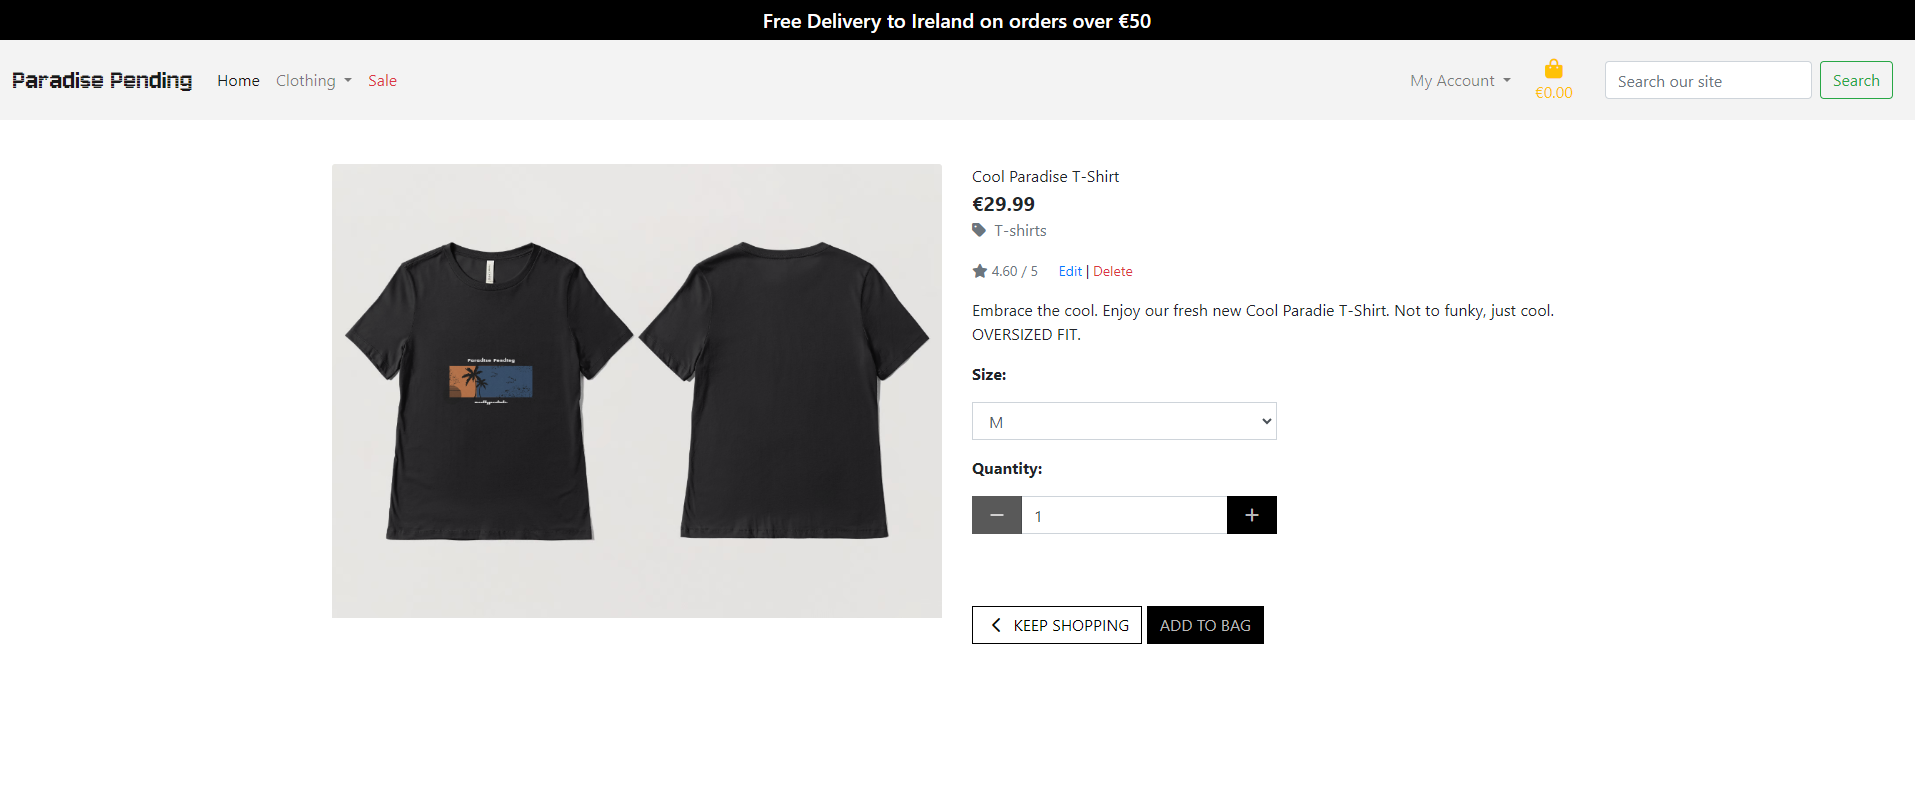 Free Delivery to Ireland on orders over €50
Paradise Pending Home Clothing Sale My Account €0.00 Search our site Search
Cool Paradise T-Shirt
€29.99
T-shirts
4.60 / 5 Edit | Delete
Embrace the cool. Enjoy our fresh new Cool Paradie T-Shirt. Not to funky, just cool.
OVERSIZED FIT.
Size:
M
Quantity:
1
KEEP SHOPPING ADD TO BAG
Paradise Pending